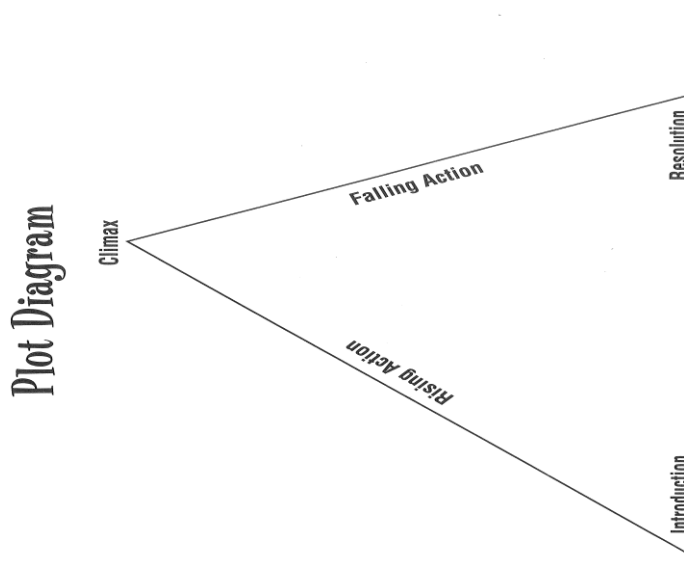 Plot Diagram
Climax
Falling Action
Rising Action
Resolution
Introduction